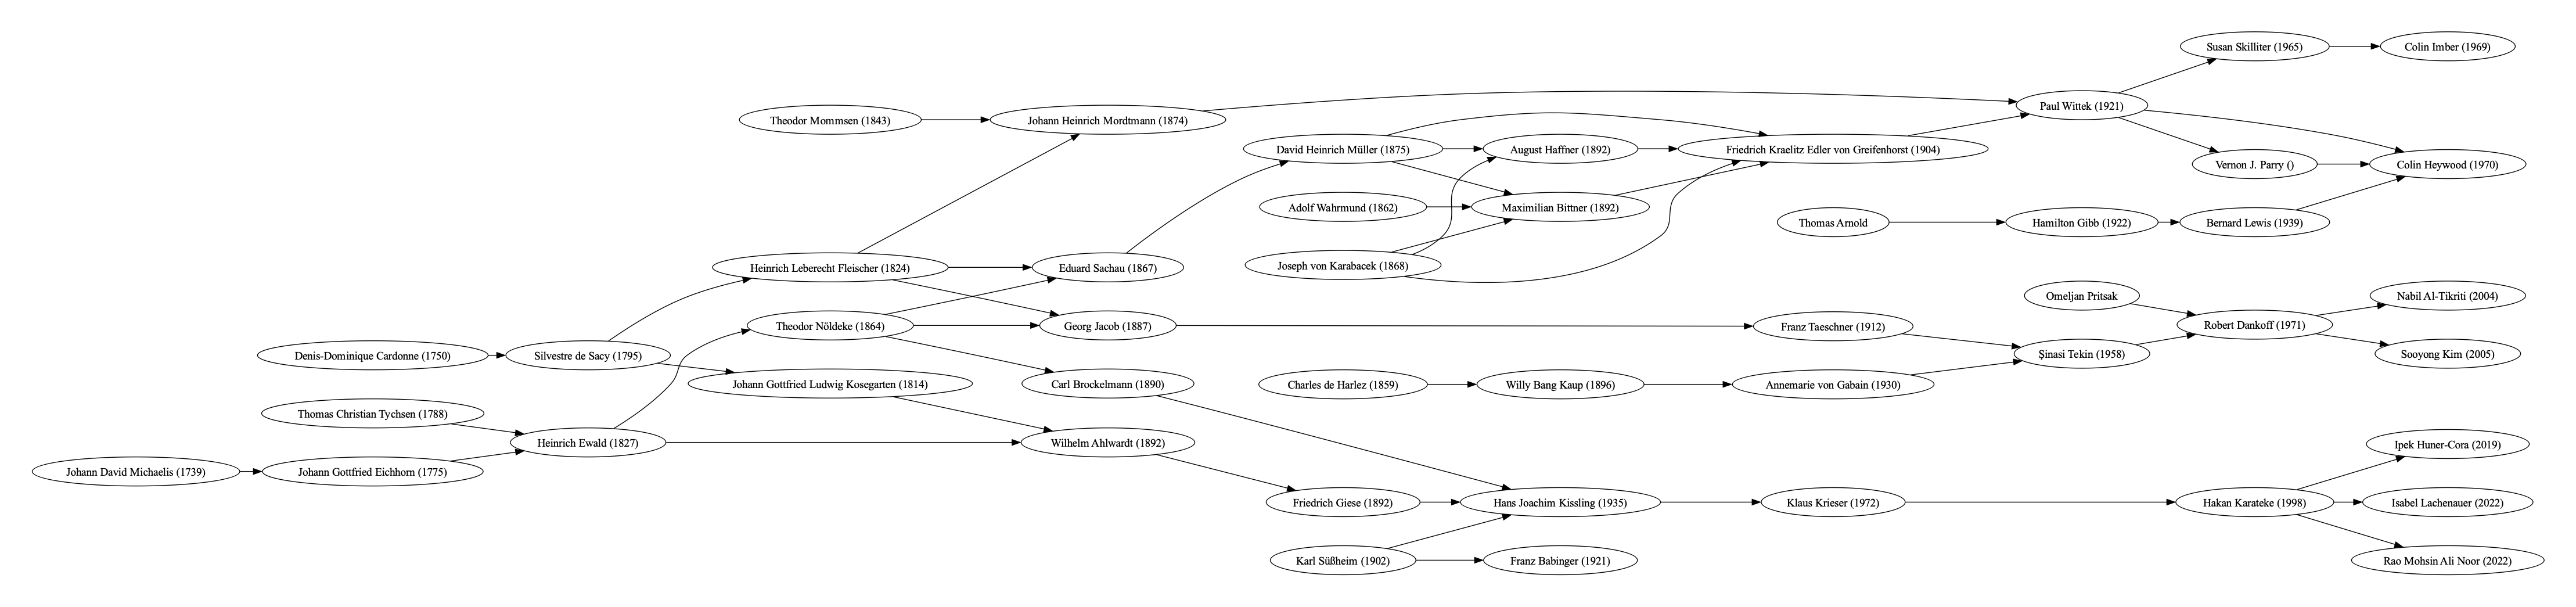 Susan Skilliter (1965)
Colin Imber (1969)
Paul Wittek (1921)
Theodor Mommsen (1843)
Johann Heinrich Mordtmann (1874)
David Heinrich Müller (1875)
August Haffner (1892)
Friedrich Kraelitz Edler von Greifenhorst (1904)
Vernon J. Parry ()
Colin Heywood (1970)
Adolf Wahrmund (1862)
Maximilian Bittner (1892)
Thomas Arnold
Hamilton Gibb (1922)
Bernard Lewis (1939)
Heinrich Leberecht Fleischer (1824)
Eduard Sachau (1867)
Joseph von Karabacek (1868)
Omeljan Pritsak
Nabil Al-Tikriti (2004)
Theodor Nöldeke (1864)
Georg Jacob (1887)
Franz Taeschner (1912)
Robert Dankoff (1971)
Denis-Dominique Cardonne (1750)
Silvestre de Sacy (1795)
Şinasi Tekin (1958)
Sooyong Kim (2005)
Johann Gottfried Ludwig Kosegarten (1814)
Carl Brockelmann (1890)
Charles de Harlez (1859)
Willy Bang Kaup (1896)
Annemarie von Gabain (1930)
Thomas Christian Tychsen (1788)
Heinrich Ewald (1827)
Wilhelm Ahlwardt (1892)
Ipek Huner-Cora (2019)
Johann David Michaelis (1739)
Johann Gottfried Eichhorn (1775)
Friedrich Giese (1892)
Hans Joachim Kissling (1935)
Klaus Krieser (1972)
Hakan Karateke (1998)
Isabel Lachenauer (2022)
Karl Süßheim (1902)
Franz Babinger (1921)
Rao Mohsin Ali Noor (2022)